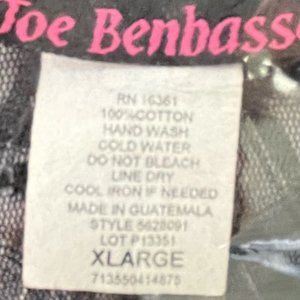 Joe Benbass
RN 16361
100%COTTON
HAND WASH
COLD WATER
DO NOT BLEACH
LINE DRY
COOL IRON IF NEEDED
MADE IN GUATEMALA
STYLE 5628091
LOT P13351
XLARGE
713550414875